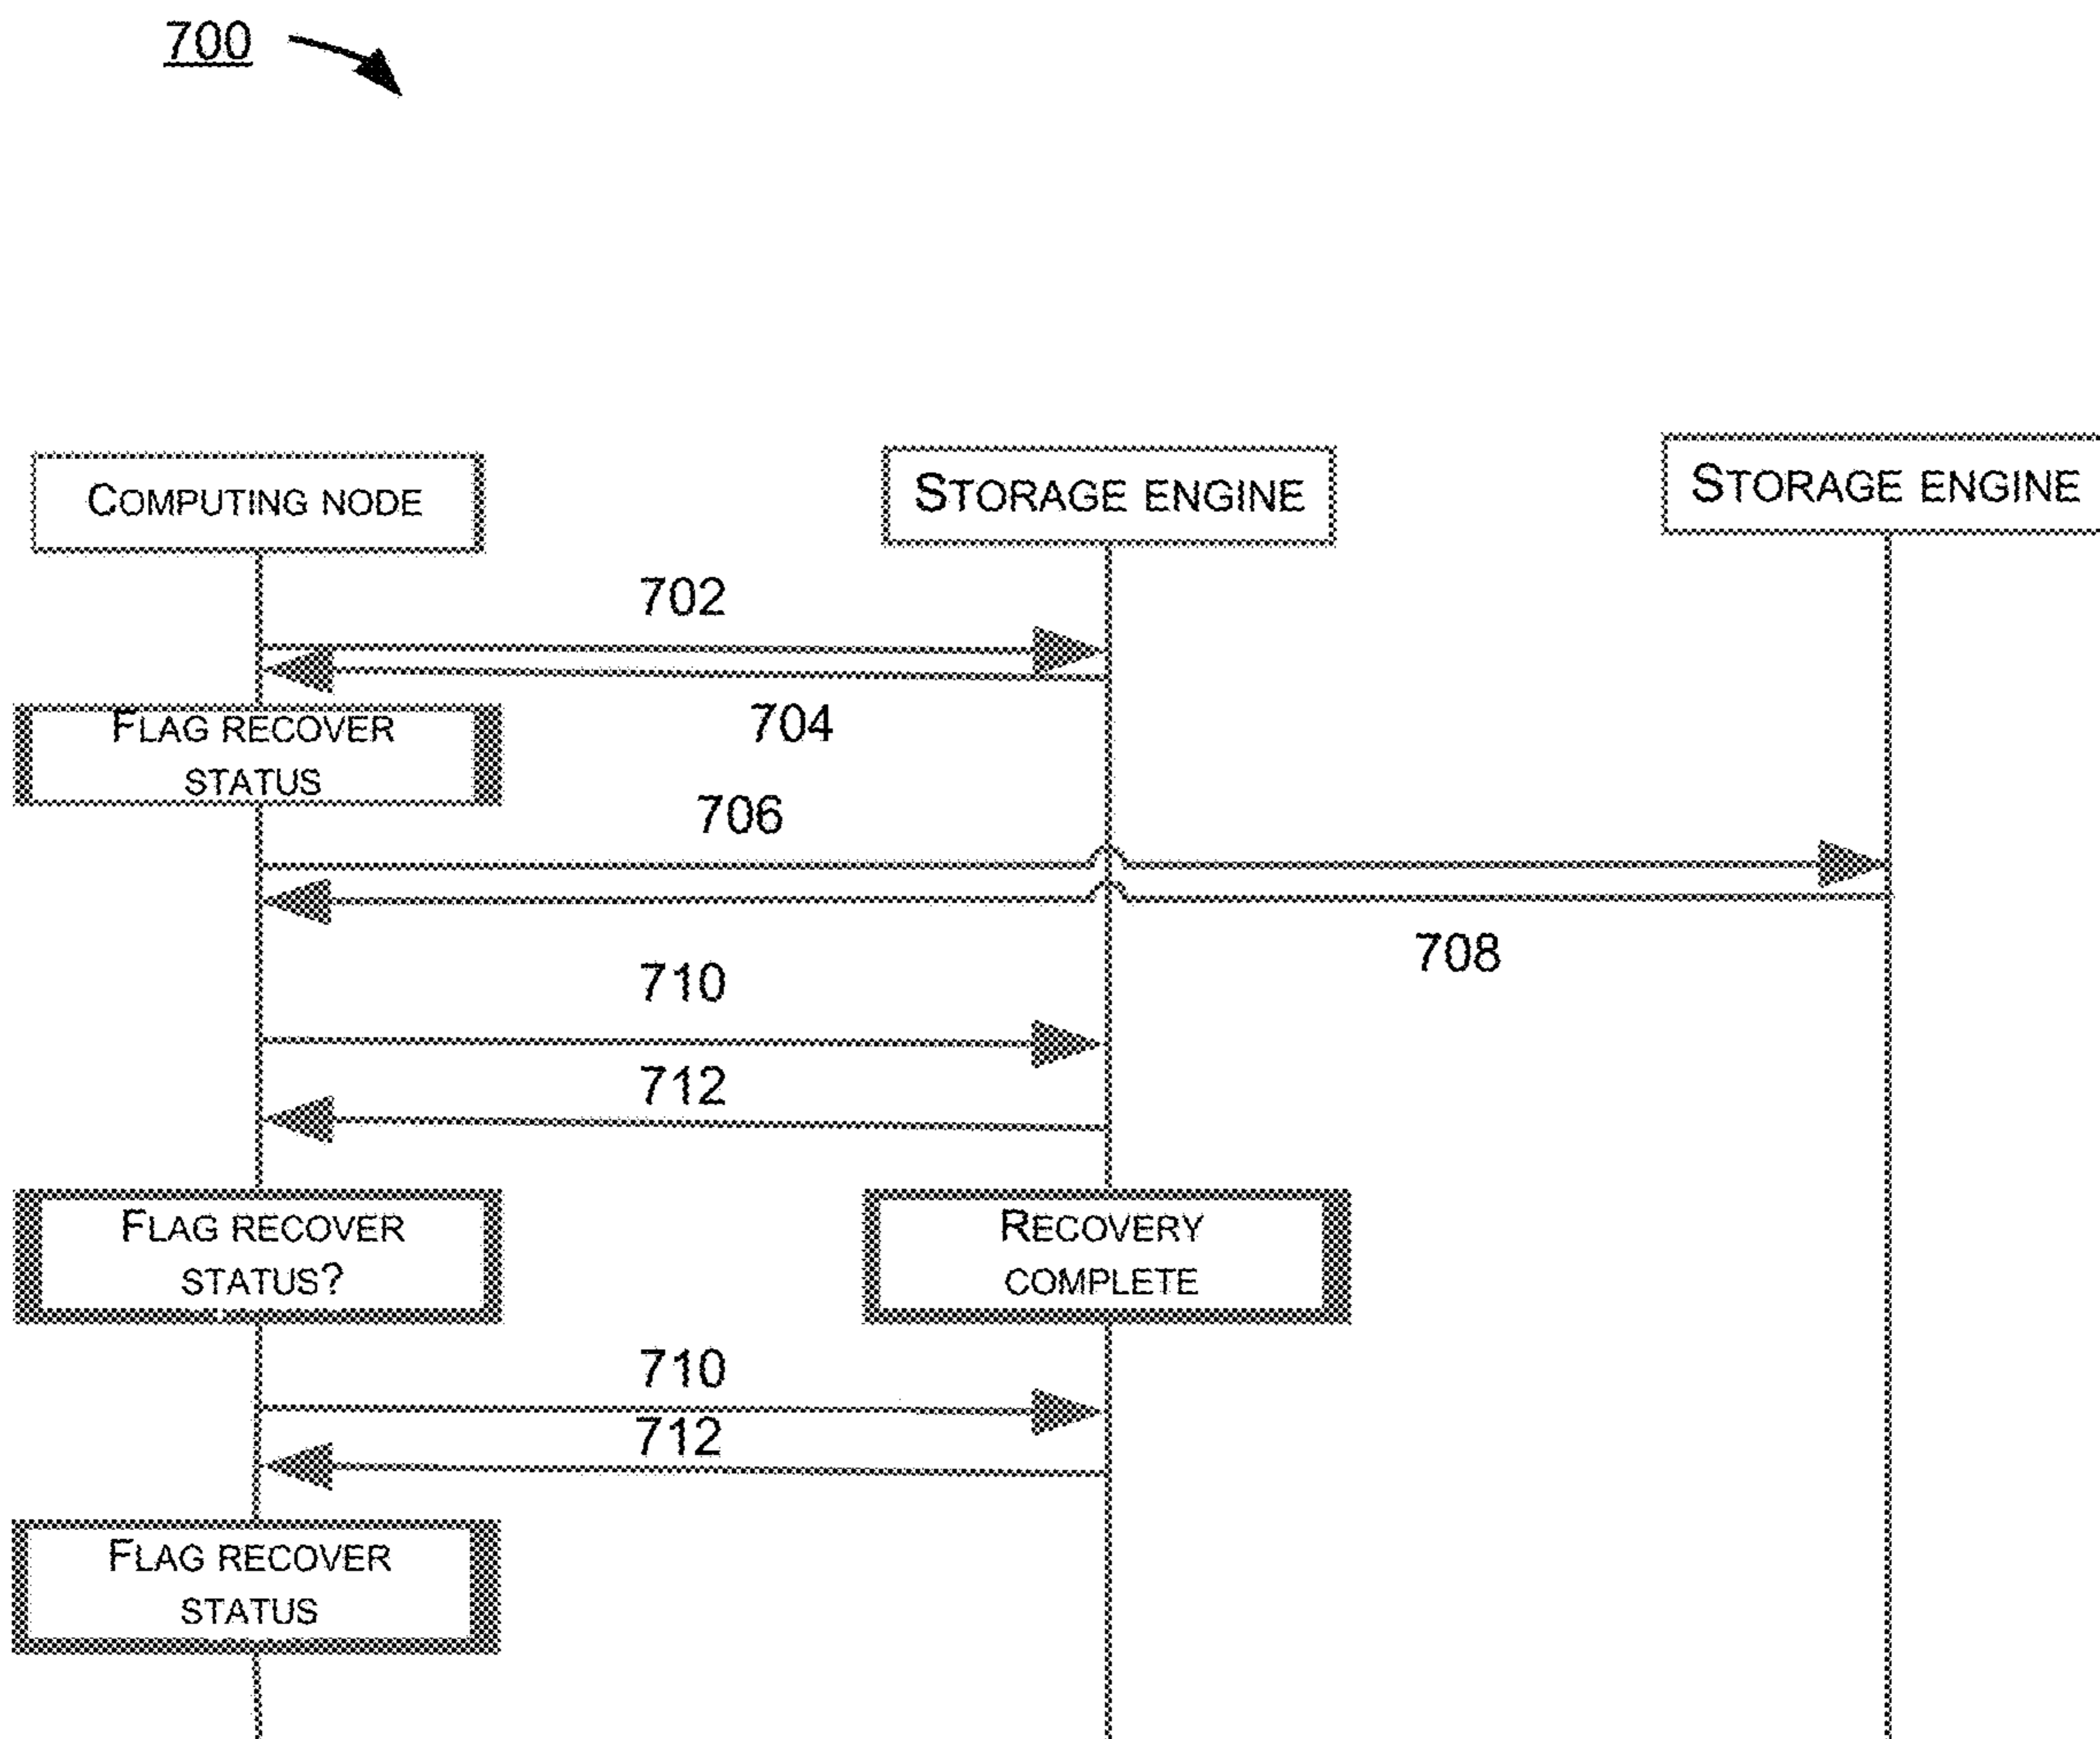 700
COMPUTING NODE
STORAGE ENGINE
STORAGE ENGINE
702
704
FLAG RECOVER
STATUS
706
708
710
712
FLAG RECOVER
STATUS?
RECOVERY
COMPLETE
710
712
FLAG RECOVER
STATUS